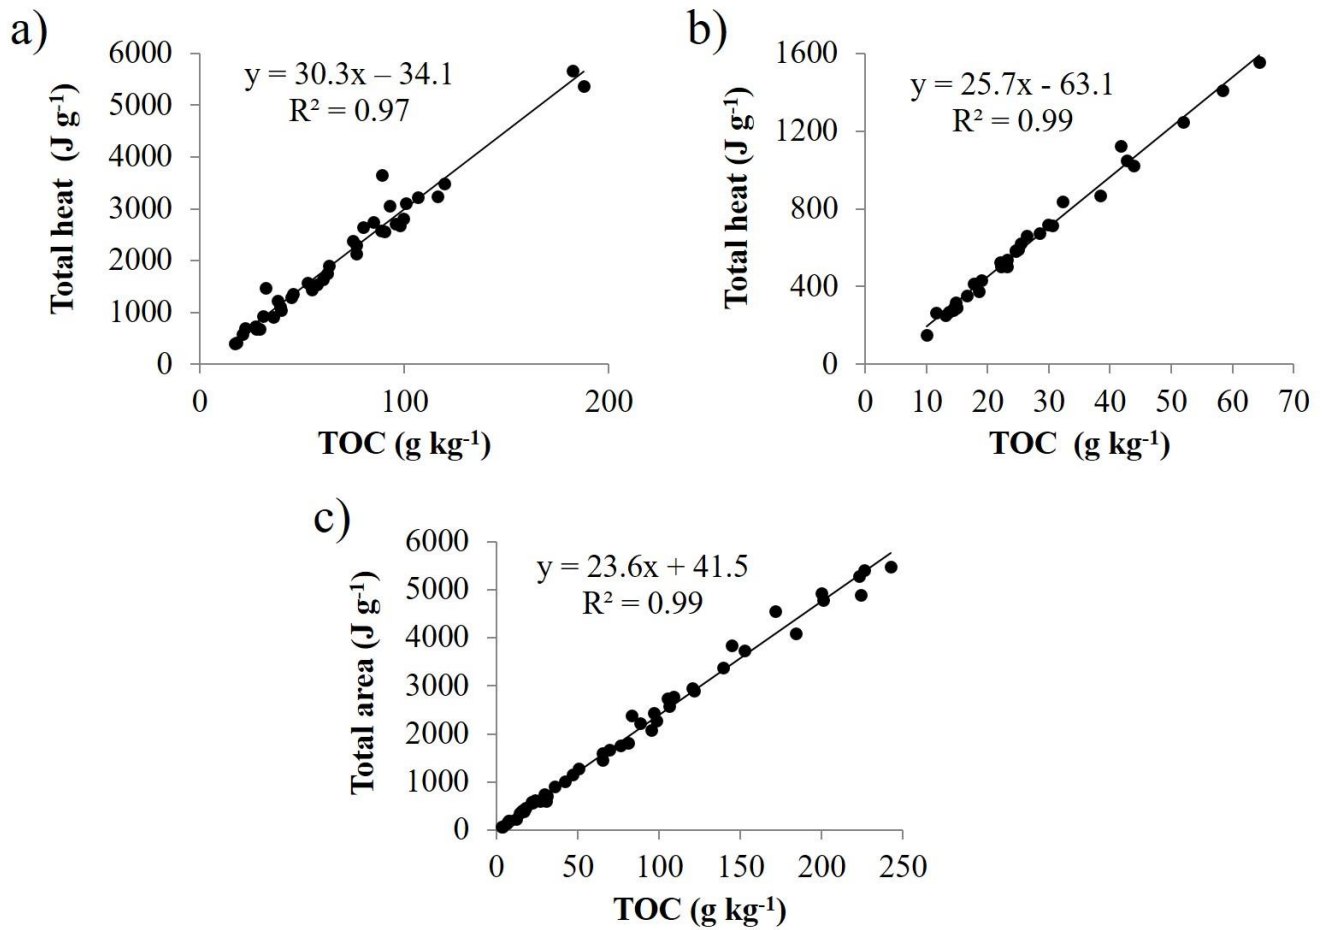 a)
y = 30.3x – 34.1
R² = 0.97
Total heat (J g⁻¹)
6000
5000
4000
3000
2000
1000
0
0 100 200
TOC (g kg⁻¹)
b)
y = 25.7x - 63.1
R² = 0.99
Total heat (J g⁻¹)
1600
1200
800
400
0
0 10 20 30 40 50 60 70
TOC (g kg⁻¹)
c)
y = 23.6x + 41.5
R² = 0.99
Total area (J g⁻¹)
6000
5000
4000
3000
2000
1000
0
0 50 100 150 200 250
TOC (g kg⁻¹)